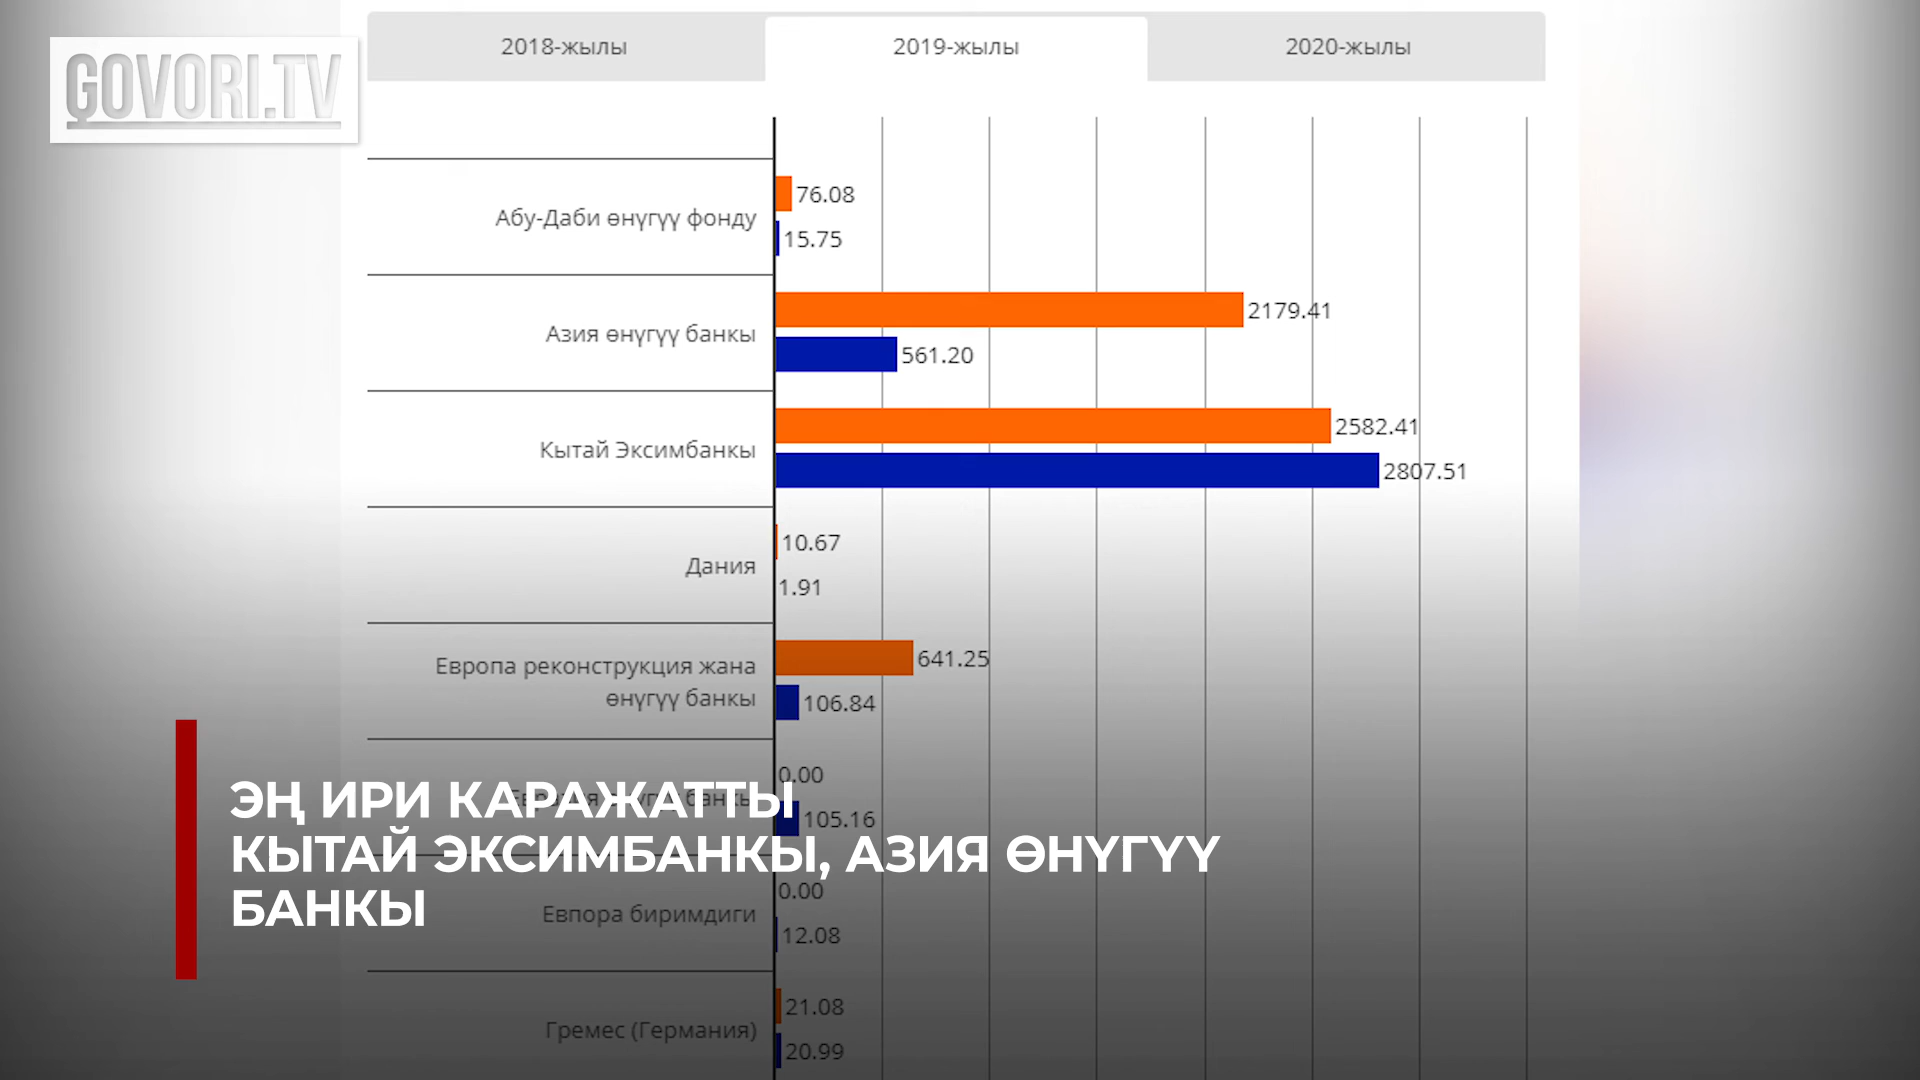 GOVORI.TV
2018-жылы 2019-жылы 2020-жылы
76.08
Абу-Даби өнүгүү фонду
15.75
2179.41
Азия өнүгүү банкы
561.20
2582.41
Кытай Эксимбанкы
2807.51
10.67
Дания
1.91
641.25
Европа реконструкция жана
өнүгүү банкы
106.84
0.00
банкы
105.16
ЭҢ ИРИ КАРАЖАТТЫ
КЫТАЙ ЭКСИМБАНКЫ, АЗИЯ ӨНҮГҮҮ
БАНКЫ
0.00
Евпора биримдиги
12.08
21.08
Гремес (Германия)
20.99